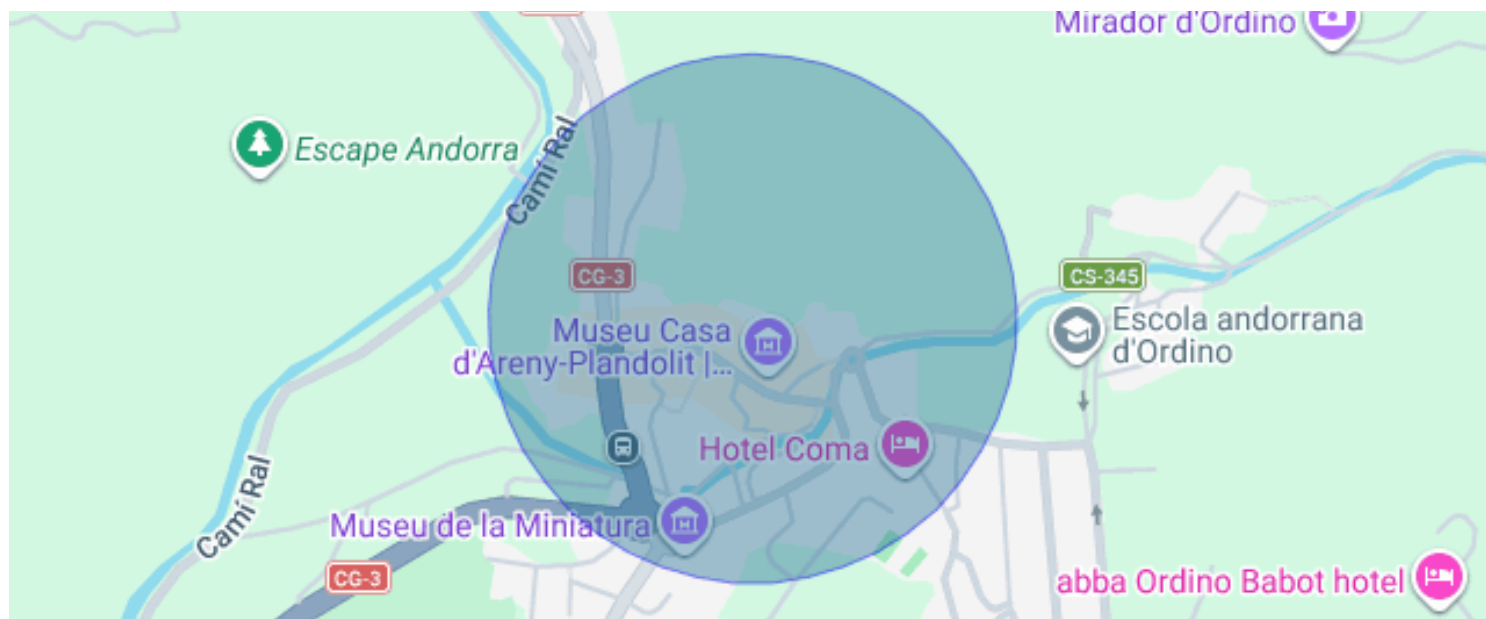 Mirador d'Ordino
Escape Andorra
Camí Ral
CG-3
CS-345
Museu Casa
d'Areny-Plandolit |...
Escola andorrana
d'Ordino
Hotel Coma
Camí Ral
Museu de la Miniatura
CG-3
abba Ordino Babot hotel